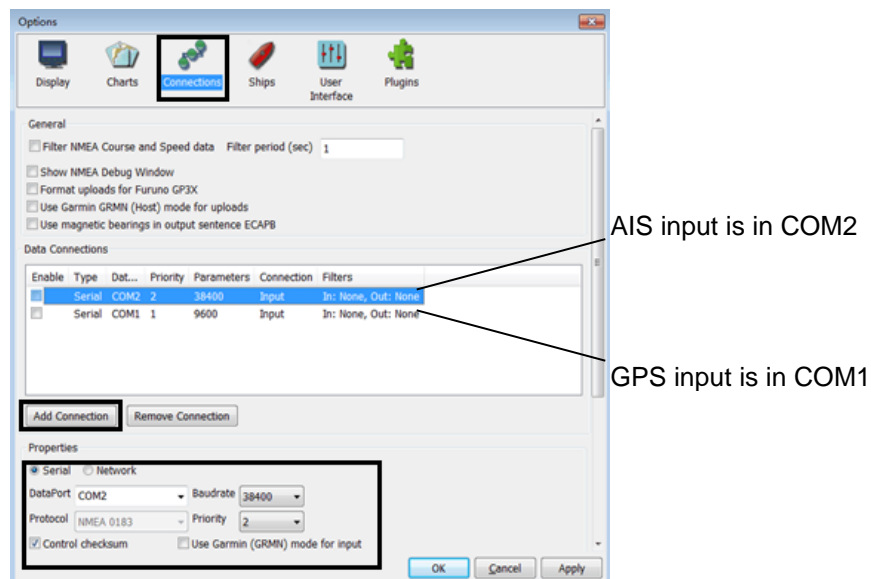 Options
Display Charts Connections Ships User Interface Plugins
General
Filter NMEA Course and Speed data Filter period (sec) 1
Show NMEA Debug Window
Format uploads for Furuno GP3X
Use Garmin GRMN (Host) mode for uploads
Use magnetic bearings in output sentence ECAPB
AIS input is in COM2
Data Connections
Enable Type Dat... Priority Parameters Connection Filters
Serial COM2 2 38400 Input In: None, Out: None
Serial COM1 1 9600 Input In: None, Out: None
GPS input is in COM1
Add Connection Remove Connection
Properties
Serial Network
DataPort COM2 Baudrate 38400
Protocol NMEA 0183 Priority 2
Control checksum Use Garmin (GRMN) mode for input
OK Cancel Apply